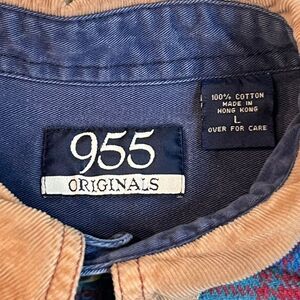 955
ORIGINALS
100% COTTON
MADE IN
HONG KONG
L
OVER FOR CARE